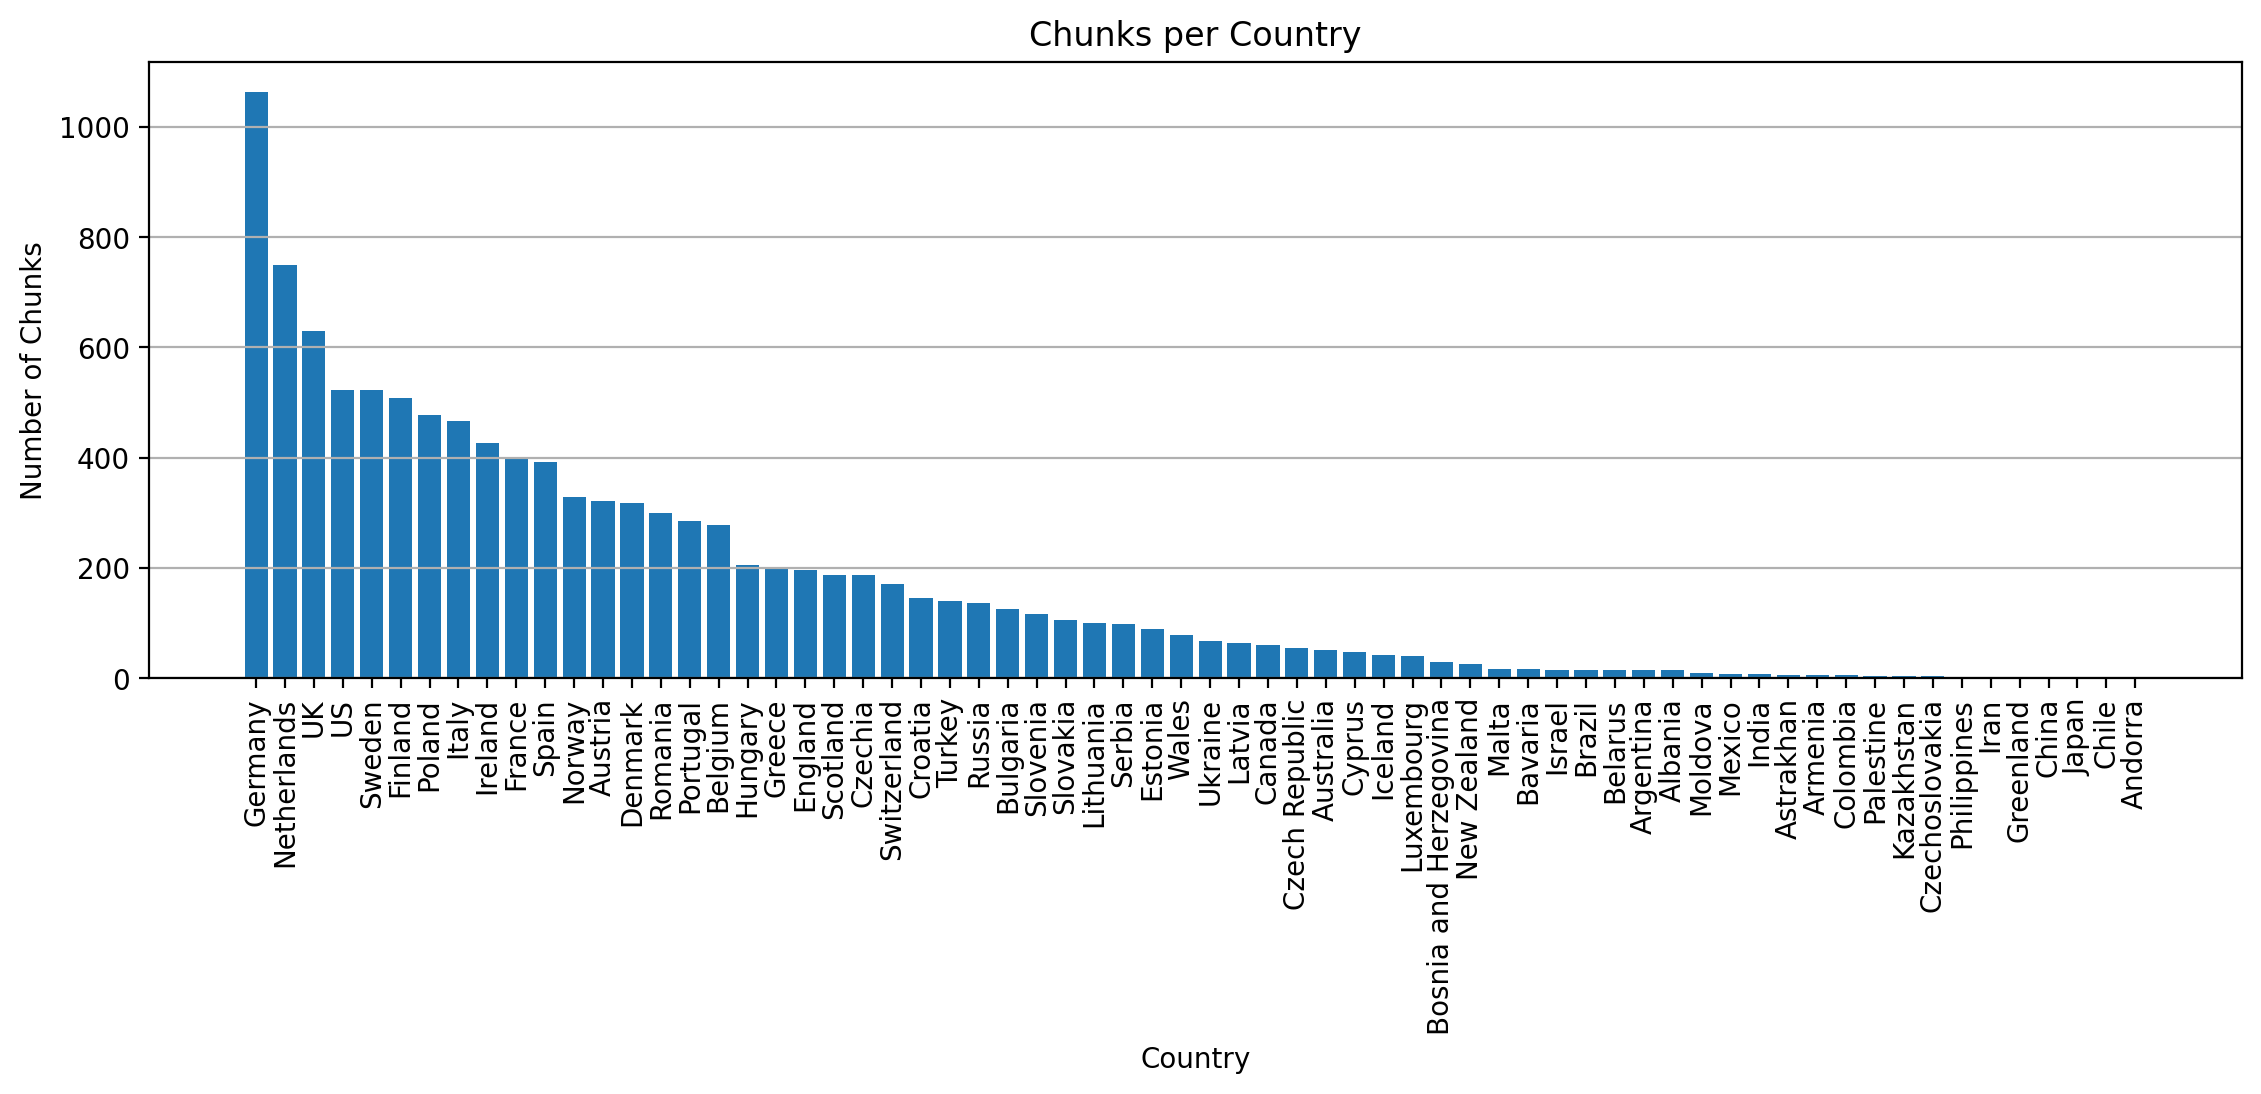 Chunks per Country
Number of Chunks
1000
800
600
400
200
0
Germany
Netherlands
UK
US
Sweden
Finland
Poland
Italy
Ireland
France
Spain
Norway
Austria
Denmark
Romania
Portugal
Belgium
Hungary
Greece
England
Scotland
Czechia
Switzerland
Croatia
Turkey
Russia
Bulgaria
Slovenia
Slovakia
Lithuania
Serbia
Estonia
Wales
Ukraine
Latvia
Canada
Czech Republic
Australia
Cyprus
Iceland
Luxembourg
Bosnia and Herzegovina
New Zealand
Malta
Bavaria
Israel
Brazil
Belarus
Argentina
Albania
Moldova
Mexico
India
Astrakhan
Armenia
Colombia
Palestine
Kazakhstan
Czechoslovakia
Philippines
Iran
Greenland
China
Japan
Chile
Andorra
Country